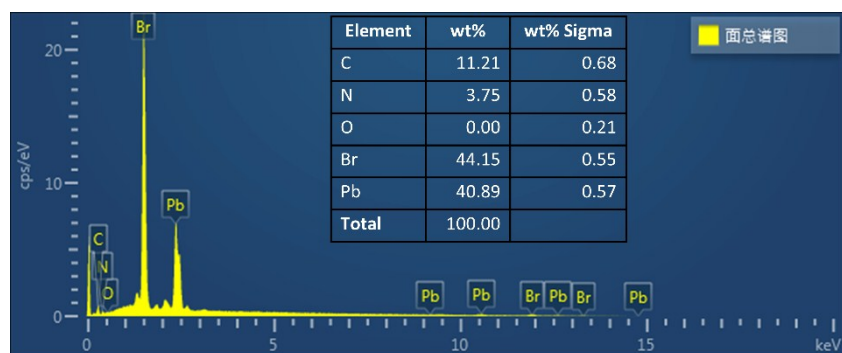 Br
Element wt% wt% Sigma
C 11.21 0.68
N 3.75 0.58
O 0.00 0.21
Br 44.15 0.55
Pb 40.89 0.57
Total 100.00
面总谱图
20
cps/eV
10
Pb
C
N
O
Pb Pb Br Pb Br Pb
0
0 5 10 15 keV